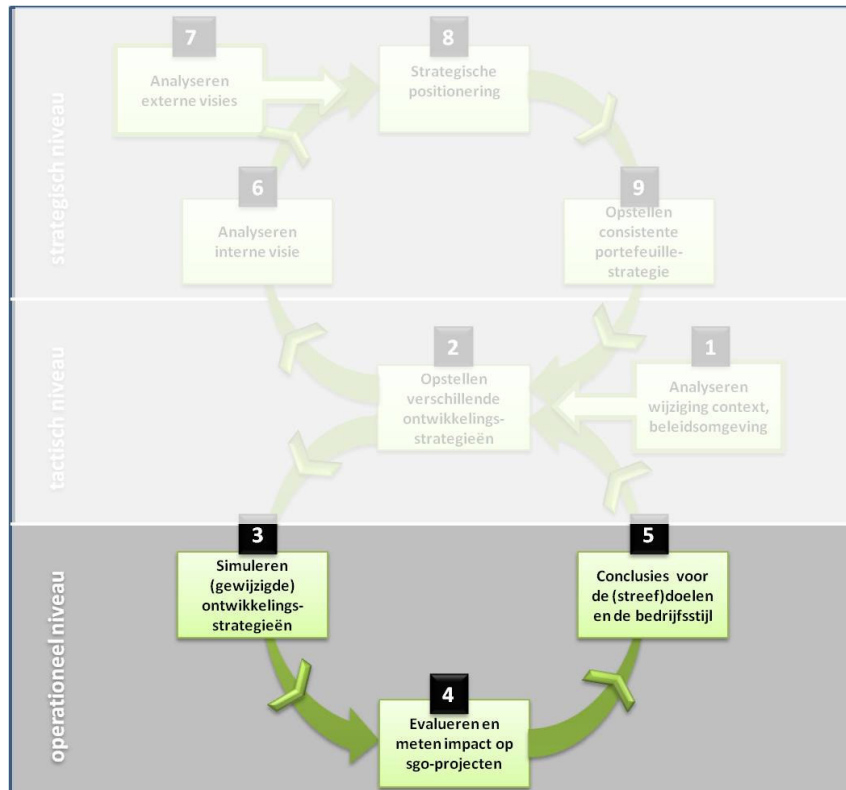 strategisch niveau
7
Analyseren
externe visies
8
Strategische
positionering
6
Analyseren
interne visie
9
Opstellen
consistente
portefeuille-
strategie
tactisch niveau
2
Opstellen
verschillende
ontwikkelings-
strategieën
1
Analyseren
wijziging context,
beleidsomgeving
operationeel niveau
3
Simuleren
(gewijzigde)
ontwikkelings-
strategieën
4
Evalueren en
meten impact op
sgo-projecten
5
Conclusies voor
de (streef)doelen
en de bedrijfsstijl